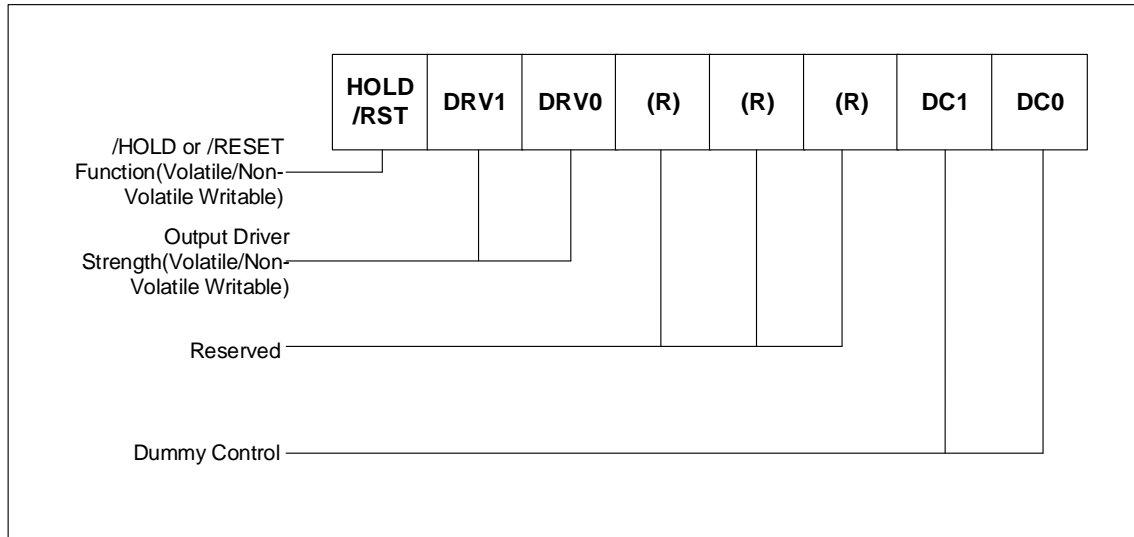 HOLD
/RST
DRV1
DRV0
(R)
(R)
(R)
DC1
DC0
/HOLD or /RESET
Function(Volatile/Non-
Volatile Writable)
Output Driver
Strength(Volatile/Non-
Volatile Writable)
Reserved
Dummy Control